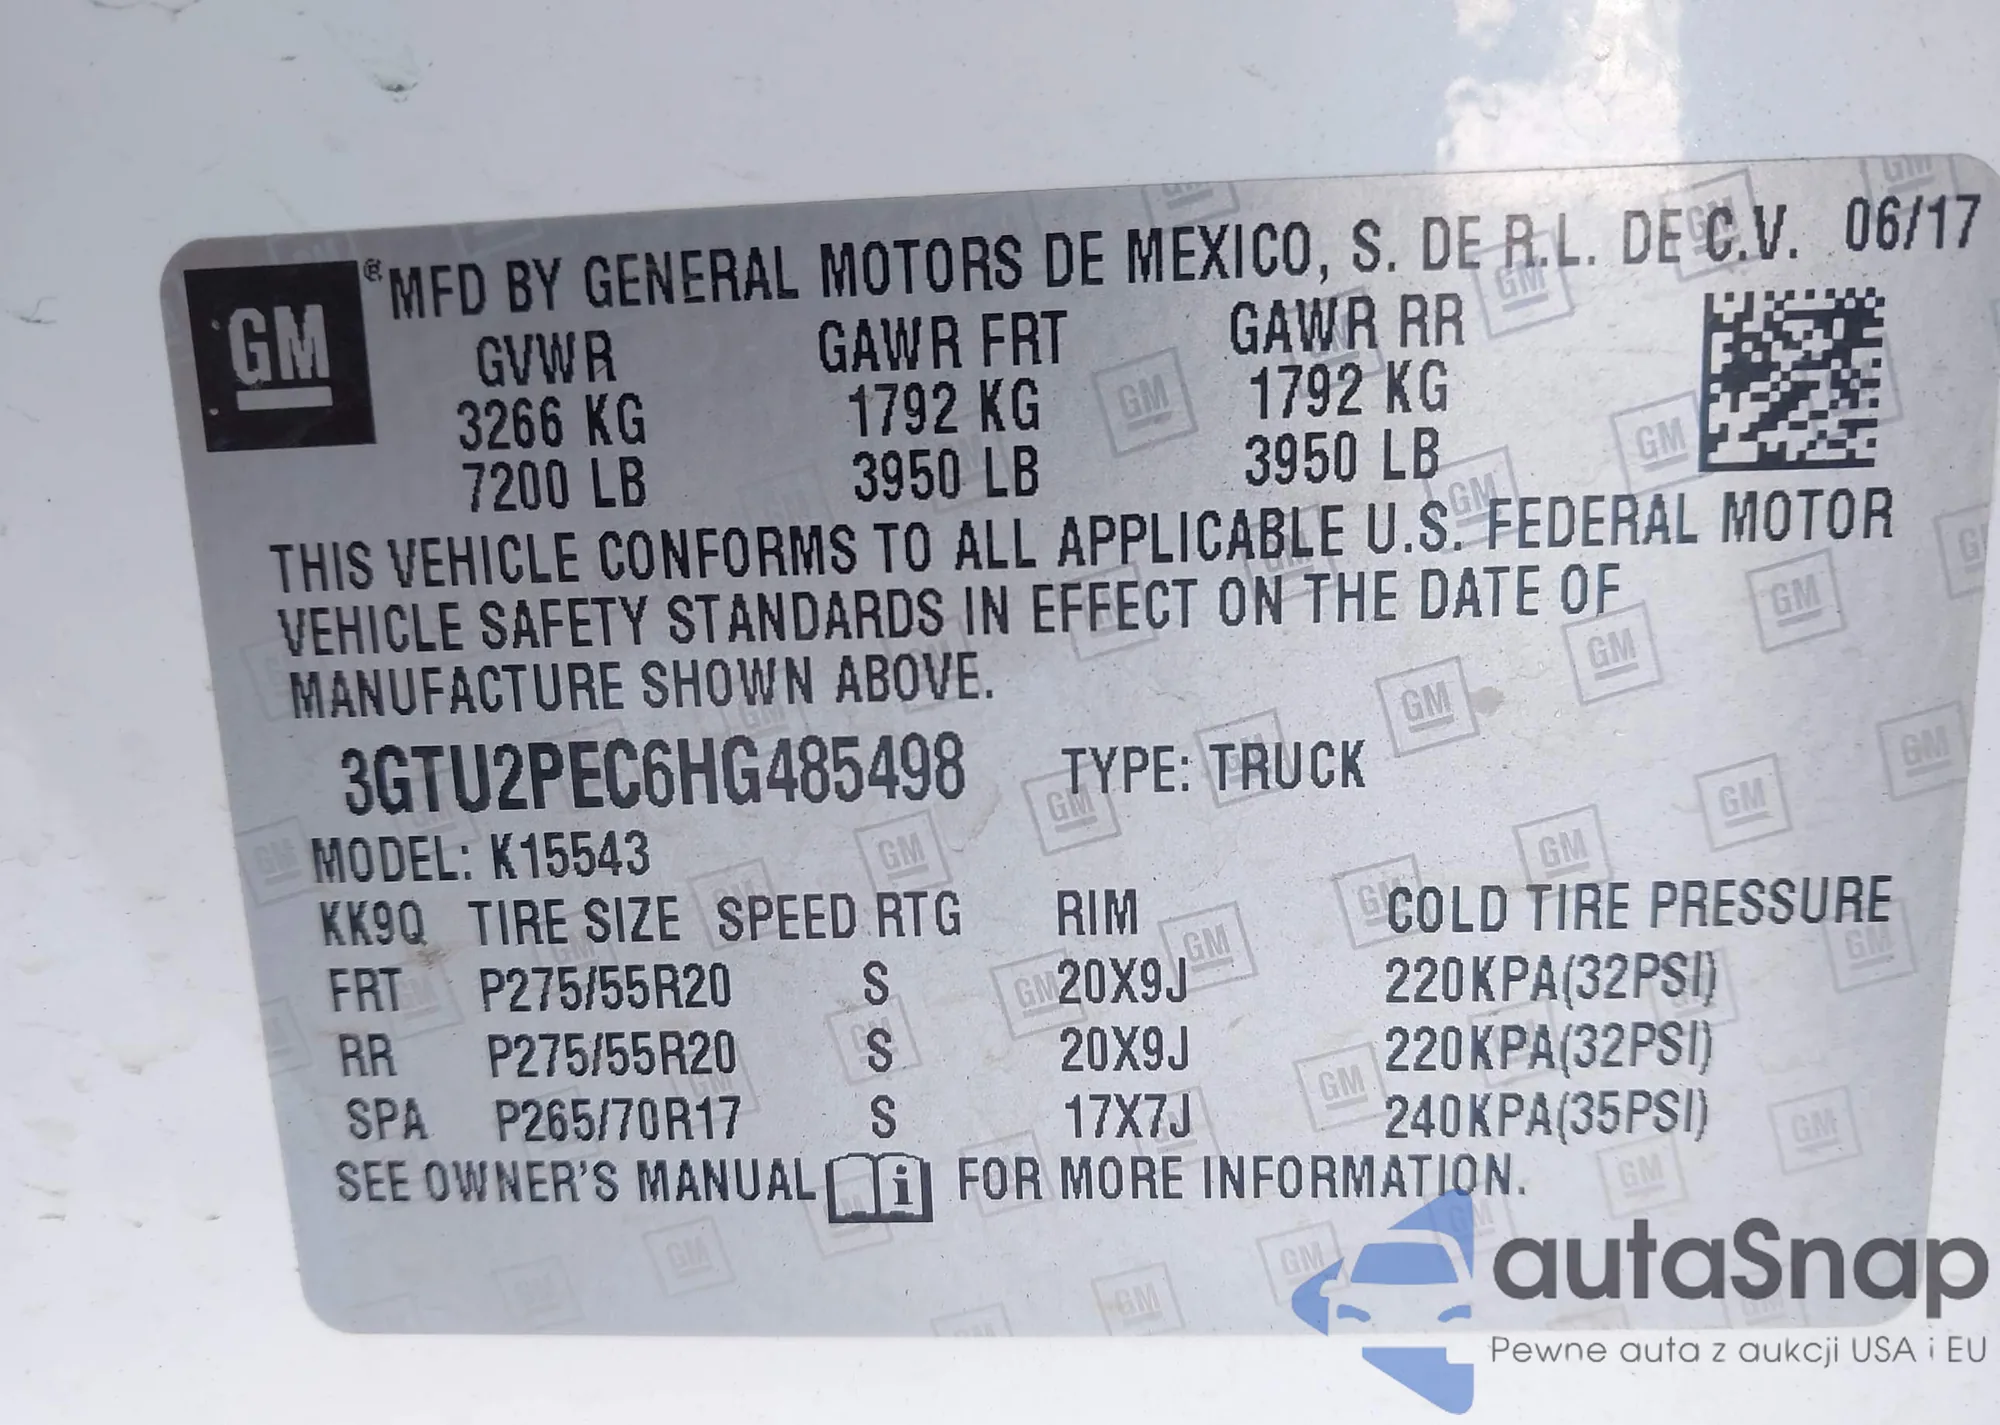 GM ® MFD BY GENERAL MOTORS DE MEXICO, S. DE R.L. DE C.V. 06/17
GVWR GAWR FRT GAWR RR
3266 KG 1792 KG 1792 KG
7200 LB 3950 LB 3950 LB
THIS VEHICLE CONFORMS TO ALL APPLICABLE U.S. FEDERAL MOTOR
VEHICLE SAFETY STANDARDS IN EFFECT ON THE DATE OF
MANUFACTURE SHOWN ABOVE.
3GTU2PEC6HG485498 TYPE: TRUCK
MODEL: K15543
KK9Q TIRE SIZE SPEED RTG RIM COLD TIRE PRESSURE
FRT P275/55R20 S 20X9J 220KPA(32PSI)
RR P275/55R20 S 20X9J 220KPA(32PSI)
SPA P265/70R17 S 17X7J 240KPA(35PSI)
SEE OWNER'S MANUAL i FOR MORE INFORMATION.
autaSnap
Pewne auta z aukcji USA i EU